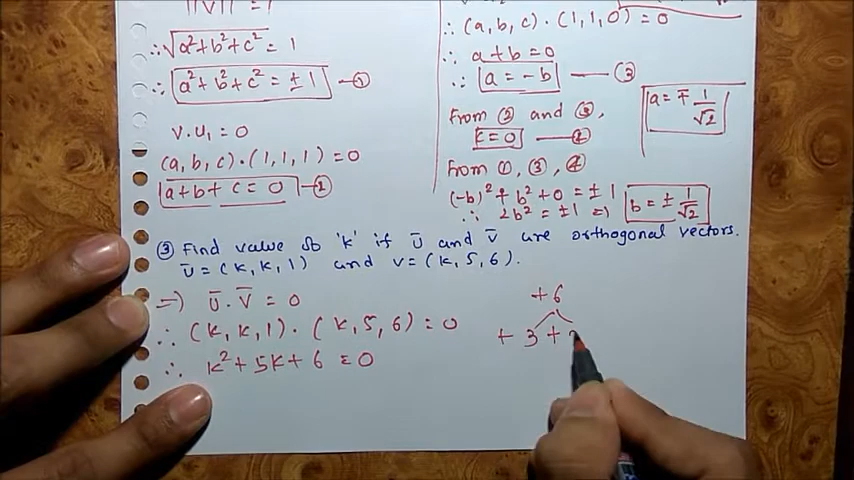 ||V|| = 1
∴ √a²+b²+c² = 1
∴ a²+b²+c² = ±1 —①
v.u₁ = 0
(a,b,c)·(1,1,1) = 0
a+b+c = 0 —②
∴ (a,b,c)·(1,1,0) = 0
∴ a+b = 0
∴ a = -b —③
a = ∓ 1/√2
From ② and ③,
c=0 —④
From ①, ③, ④
(-b)²+b²+0 = ±1
∴ 2b² = ±1 ⇒ b = ± 1/√2
③ Find value of 'k' if ū and v̄ are orthogonal vectors.
ū = (k, k, 1) and v = (k, 5, 6).
⇒ ū . v̄ = 0
∴ (k, k, 1) · (k, 5, 6) = 0
∴ k² + 5k + 6 = 0
+6
+ 3 +